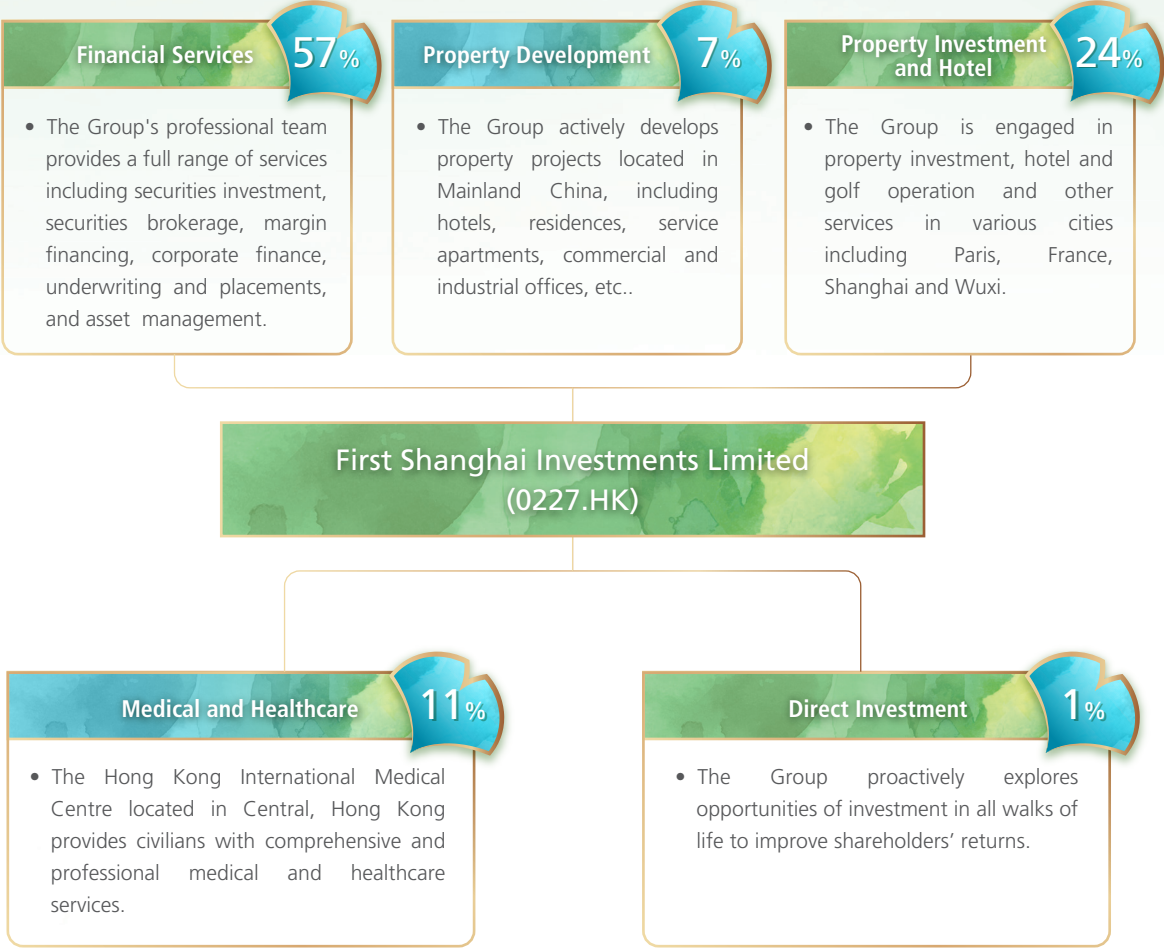 Financial Services
57%
The Group's professional team
provides a full range of services
including securities investment,
securities brokerage, margin
financing, corporate finance,
underwriting and placements,
and asset management.
Property Development
7%
The Group actively develops
property projects located in
Mainland China, including
hotels, residences, service
apartments, commercial and
industrial offices, etc..
Property Investment
and Hotel
24%
The Group is engaged in
property investment, hotel and
golf operation and other
services in various cities
including Paris, France,
Shanghai and Wuxi.
First Shanghai Investments Limited
(0227.HK)
Medical and Healthcare
11%
The Hong Kong International Medical
Centre located in Central, Hong Kong
provides civilians with comprehensive and
professional medical and healthcare
services.
Direct Investment
1%
The Group proactively explores
opportunities of investment in all walks of
life to improve shareholders’ returns.